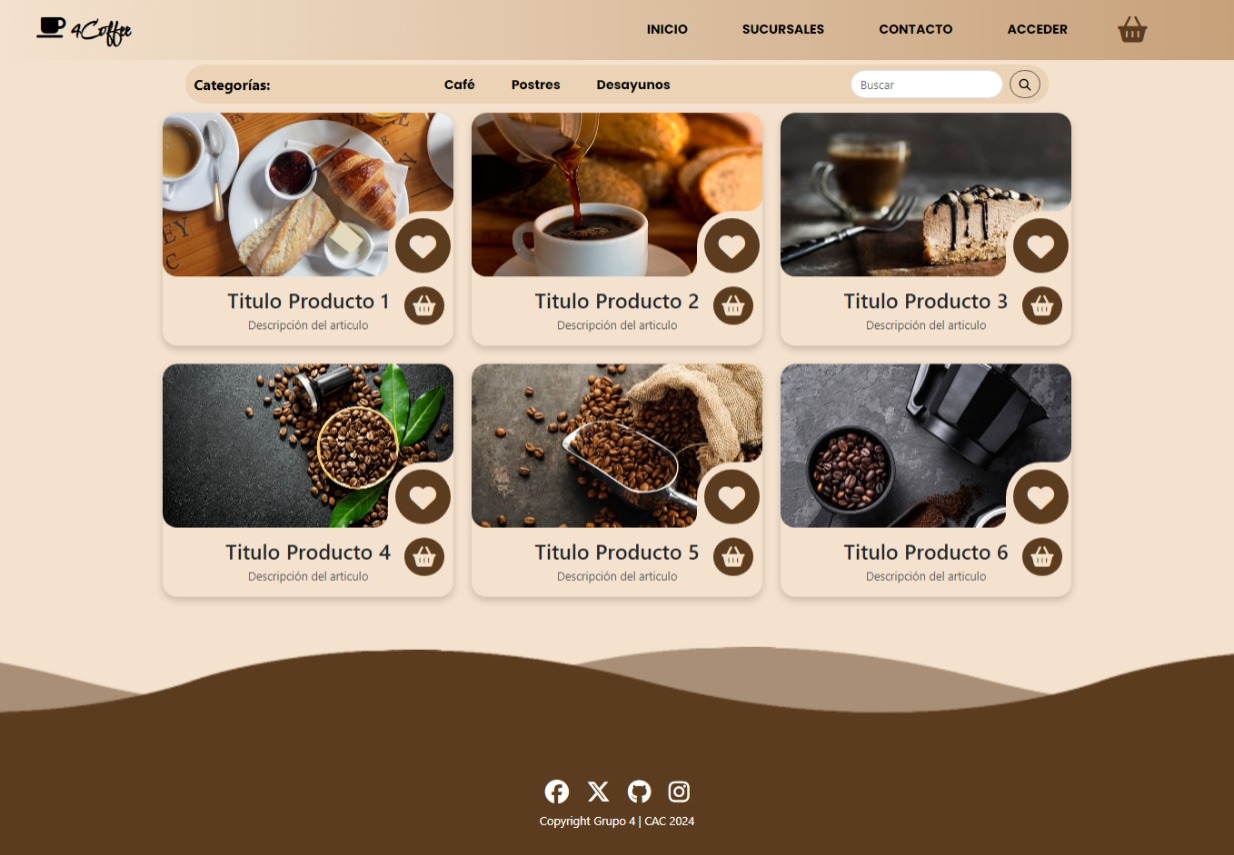 4Coffee
INICIO SUCURSALES CONTACTO ACCEDER
Categorías: Café Postres Desayunos Buscar
Titulo Producto 1 Titulo Producto 2 Titulo Producto 3
Descripción del articulo Descripción del articulo Descripción del articulo
Titulo Producto 4 Titulo Producto 5 Titulo Producto 6
Descripción del articulo Descripción del articulo Descripción del articulo
Copyright Grupo 4 | CAC 2024